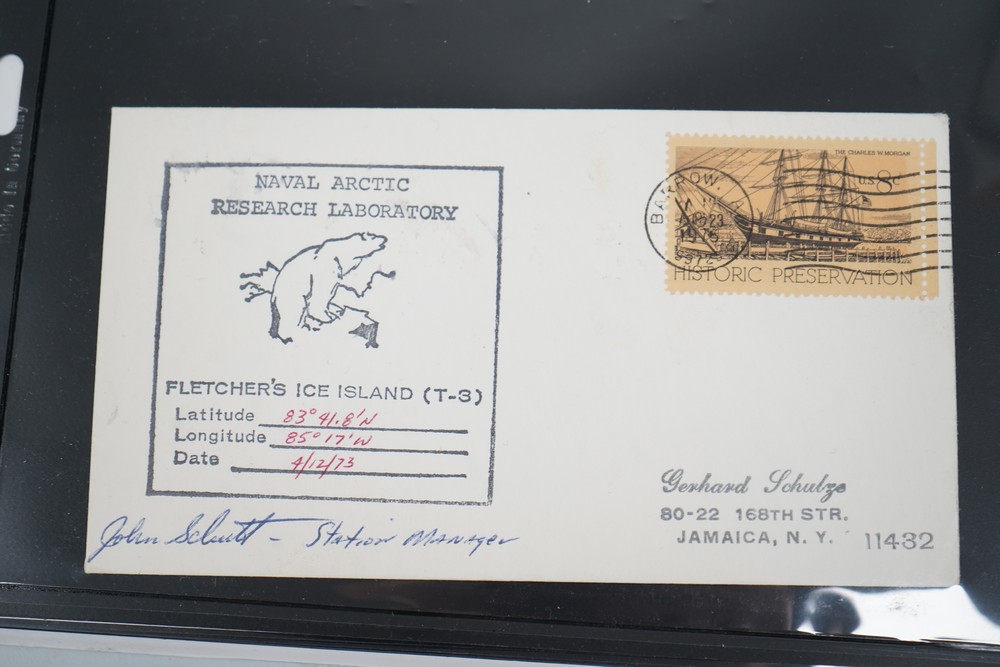 NAVAL ARCTIC
RESEARCH LABORATORY
FLETCHER'S ICE ISLAND (T-3)
Latitude 83° 41.8' N
Longitude 85° 17' W
Date 4/12/73
John Schutt – Station Manager
THE CHARLES W. MORGAN
US 8c
HISTORIC PRESERVATION
BARROW,
Gerhard Schulze
80-22 168TH STR.
JAMAICA, N. Y. 11432